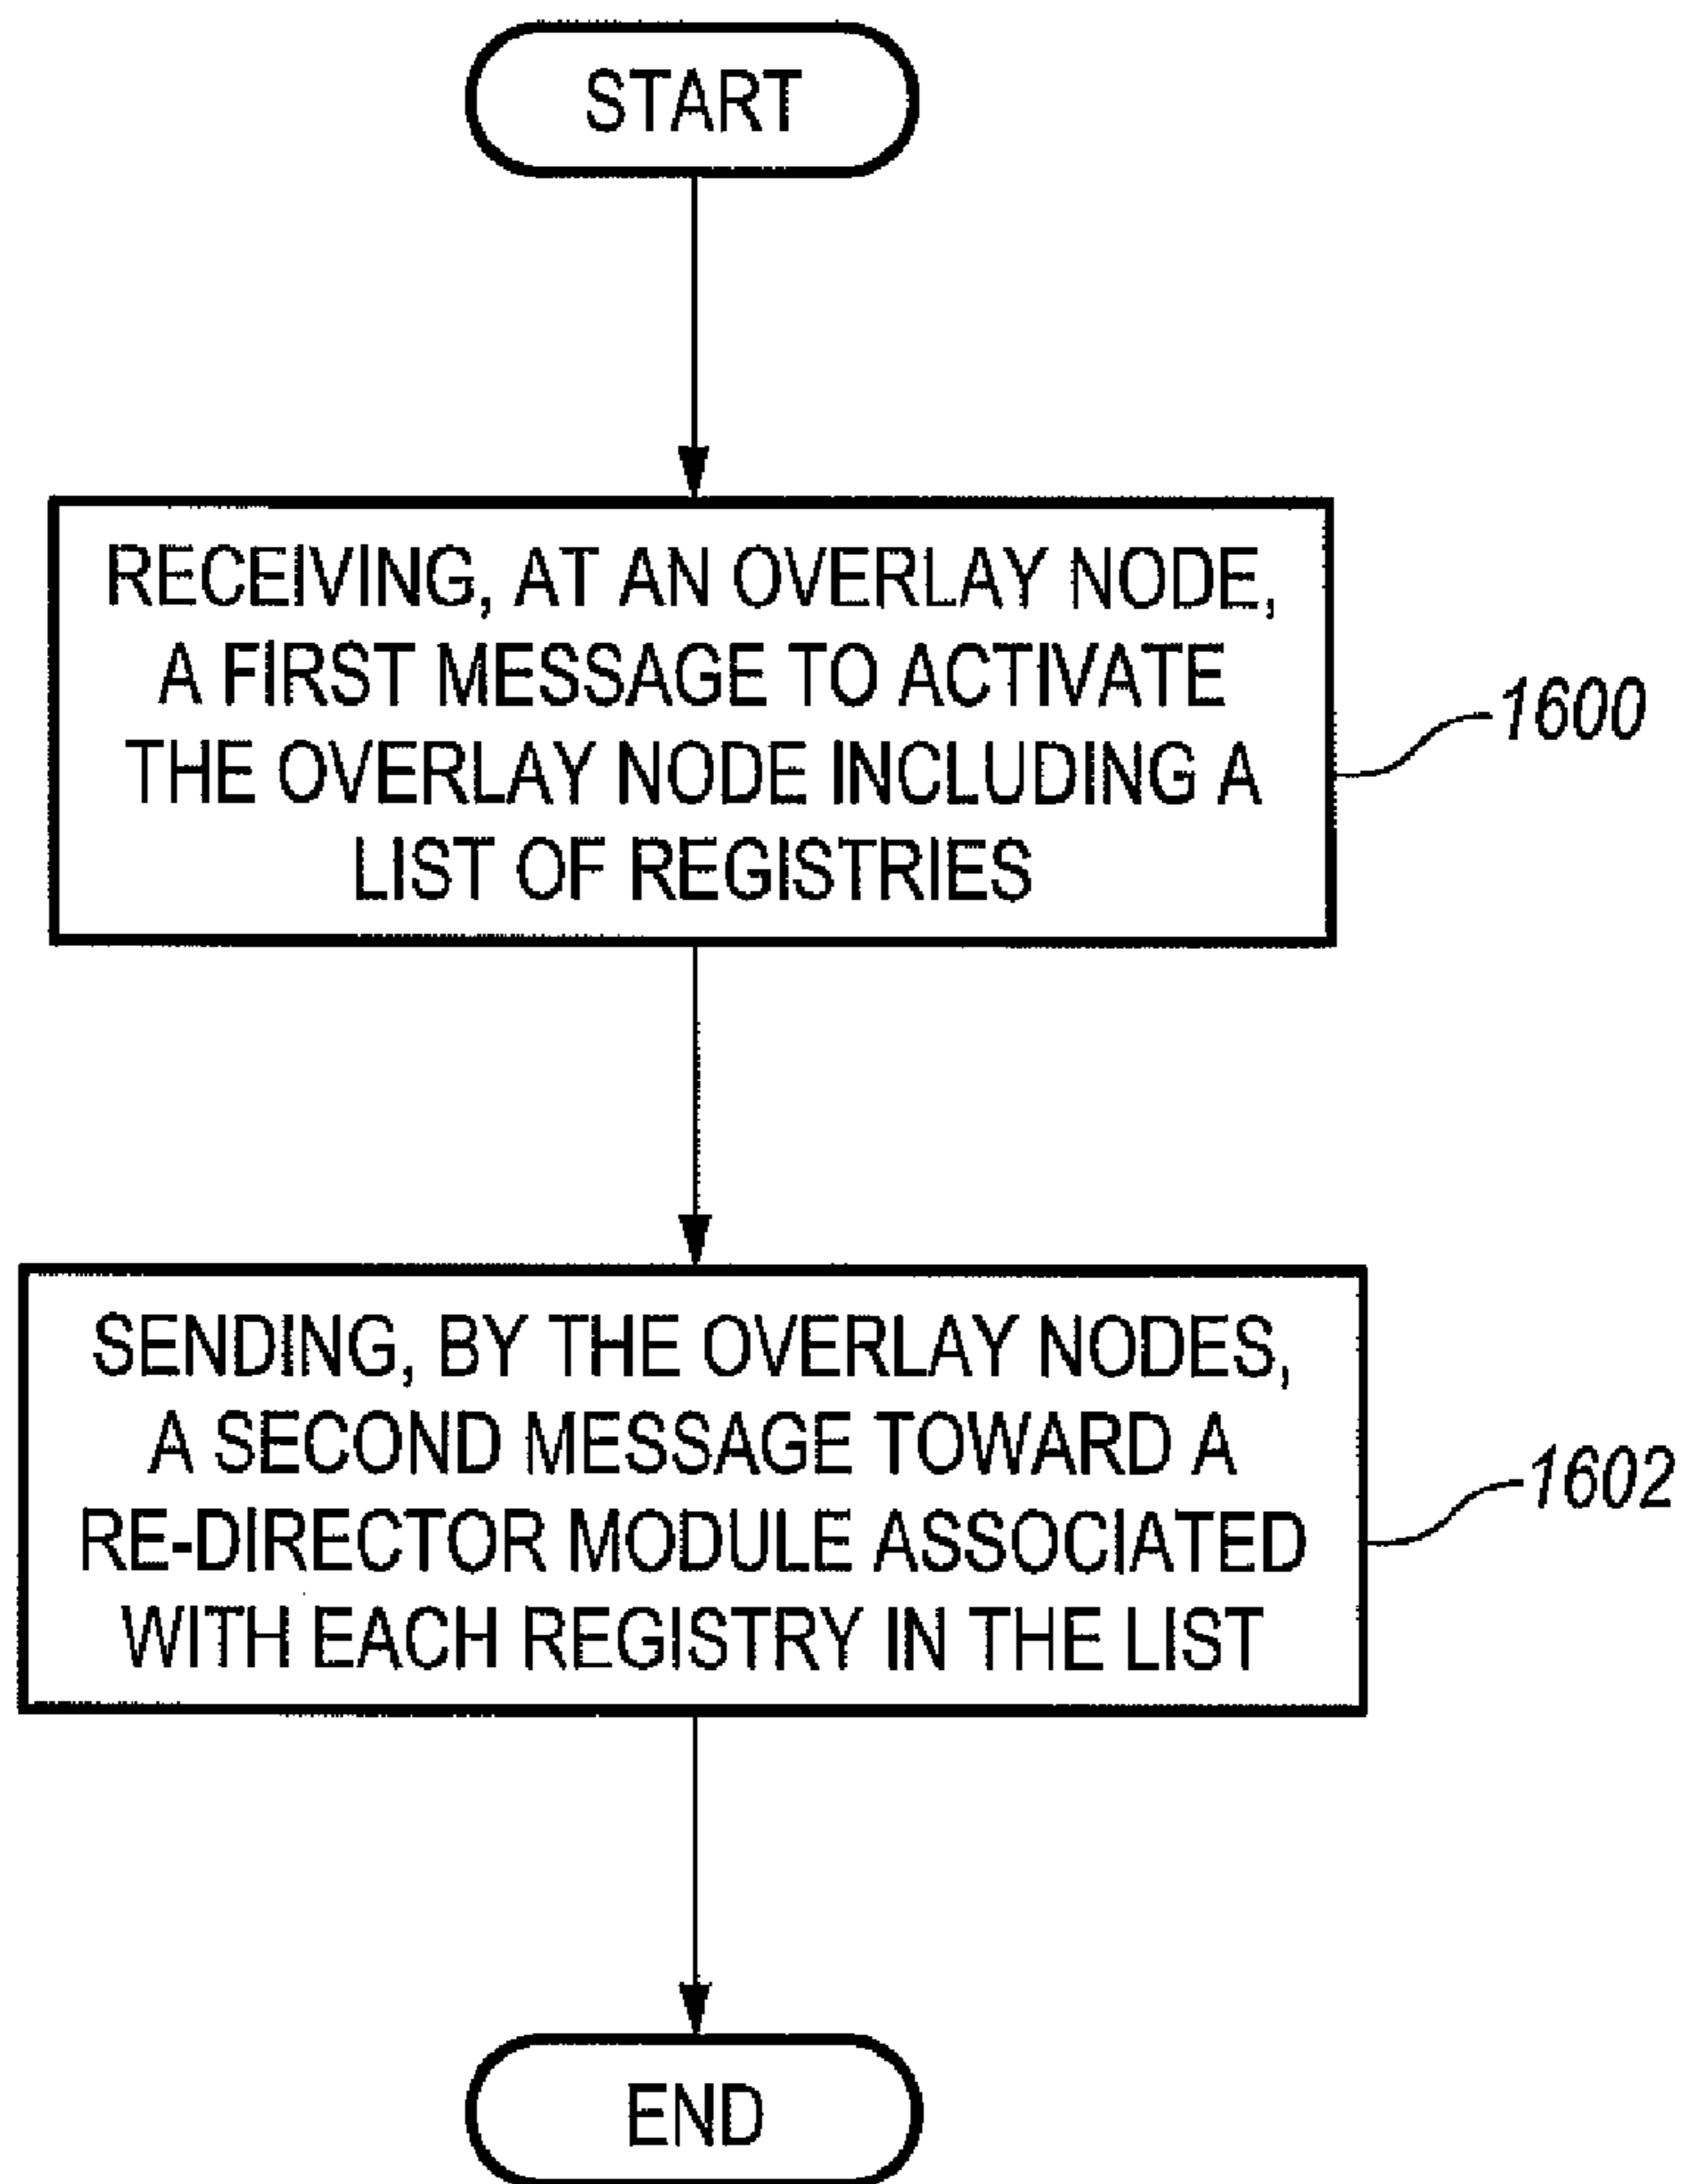 START
RECEIVING, AT AN OVERLAY NODE,
A FIRST MESSAGE TO ACTIVATE
THE OVERLAY NODE INCLUDING A
LIST OF REGISTRIES
1600
SENDING, BY THE OVERLAY NODES,
A SECOND MESSAGE TOWARD A
RE-DIRECTOR MODULE ASSOCIATED
WITH EACH REGISTRY IN THE LIST
1602
END